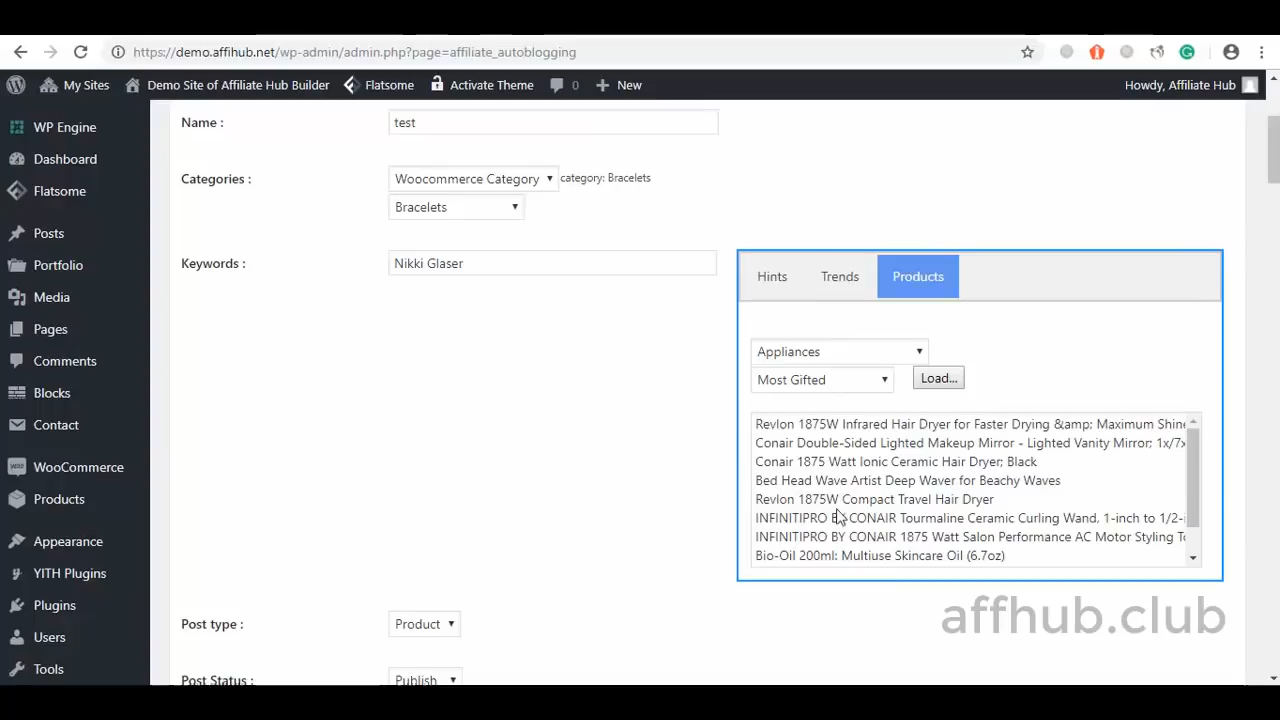 https://demo.affihub.net/wp-admin/admin.php?page=affiliate_autoblogging
My Sites
Demo Site of Affiliate Hub Builder
Flatsome
Activate Theme
0
New
Howdy, Affiliate Hub
WP Engine
Dashboard
Flatsome
Posts
Portfolio
Media
Pages
Comments
Blocks
Contact
WooCommerce
Products
Appearance
YITH Plugins
Plugins
Users
Tools
Name :
test
Categories :
Woocommerce Category
category: Bracelets
Bracelets
Keywords :
Nikki Glaser
Hints
Trends
Products
Appliances
Most Gifted
Load...
Revlon 1875W Infrared Hair Dryer for Faster Drying &amp; Maximum Shine
Conair Double-Sided Lighted Makeup Mirror - Lighted Vanity Mirror; 1x/7x
Conair 1875 Watt Ionic Ceramic Hair Dryer; Black
Bed Head Wave Artist Deep Waver for Beachy Waves
Revlon 1875W Compact Travel Hair Dryer
INFINITIPRO BY CONAIR Tourmaline Ceramic Curling Wand, 1-inch to 1/2-i
INFINITIPRO BY CONAIR 1875 Watt Salon Performance AC Motor Styling To
Bio-Oil 200ml: Multiuse Skincare Oil (6.7oz)
affhub.club
Post type :
Product
Post Status :
Publish